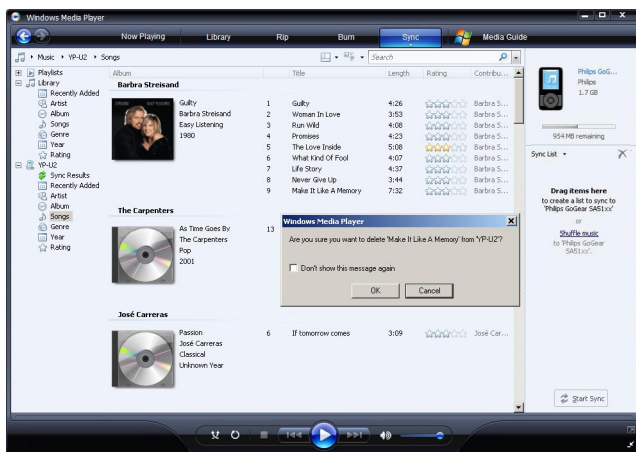 Windows Media Player
Now Playing Library Rip Burn Sync Media Guide
Music YP-U2 Songs Search
Playlists
Library
Recently Added
Artist
Album
Songs
Genre
Year
Rating
YP-U2
Sync Results
Recently Added
Artist
Album
Songs
Genre
Year
Rating
Album Title Length Rating Contribu...
Barbra Streisand
Guilty
Barbra Streisand
Easy Listening
1980
1 Guilty 4:26 Barbra S...
2 Woman In Love 3:53 Barbra S...
3 Run Wild 4:08 Barbra S...
4 Promises 4:23 Barbra S...
5 The Love Inside 5:08 Barbra S...
6 What Kind Of Fool 4:07 Barbra S...
7 Life Story 4:37 Barbra S...
8 Never Give Up 3:44 Barbra S...
9 Make It Like A Memory 7:32 Barbra S...
The Carpenters
As Time Goes By
The Carpenters
Pop
2001
13
Windows Media Player
Are you sure you want to delete 'Make It Like A Memory' from 'YP-U2'?
Don't show this message again
OK Cancel
José Carreras
Passion
José Carreras
Classical
Unknown Year
6 If tomorrow comes 3:09 José Car...
Philips GoG...
Philips
1.7 GB
954 MB remaining
Sync List
Drag items here
to create a list to sync to
'Philips GoGear SA51xx'
or
Shuffle music
to 'Philips GoGear
SA51xx'.
Start Sync